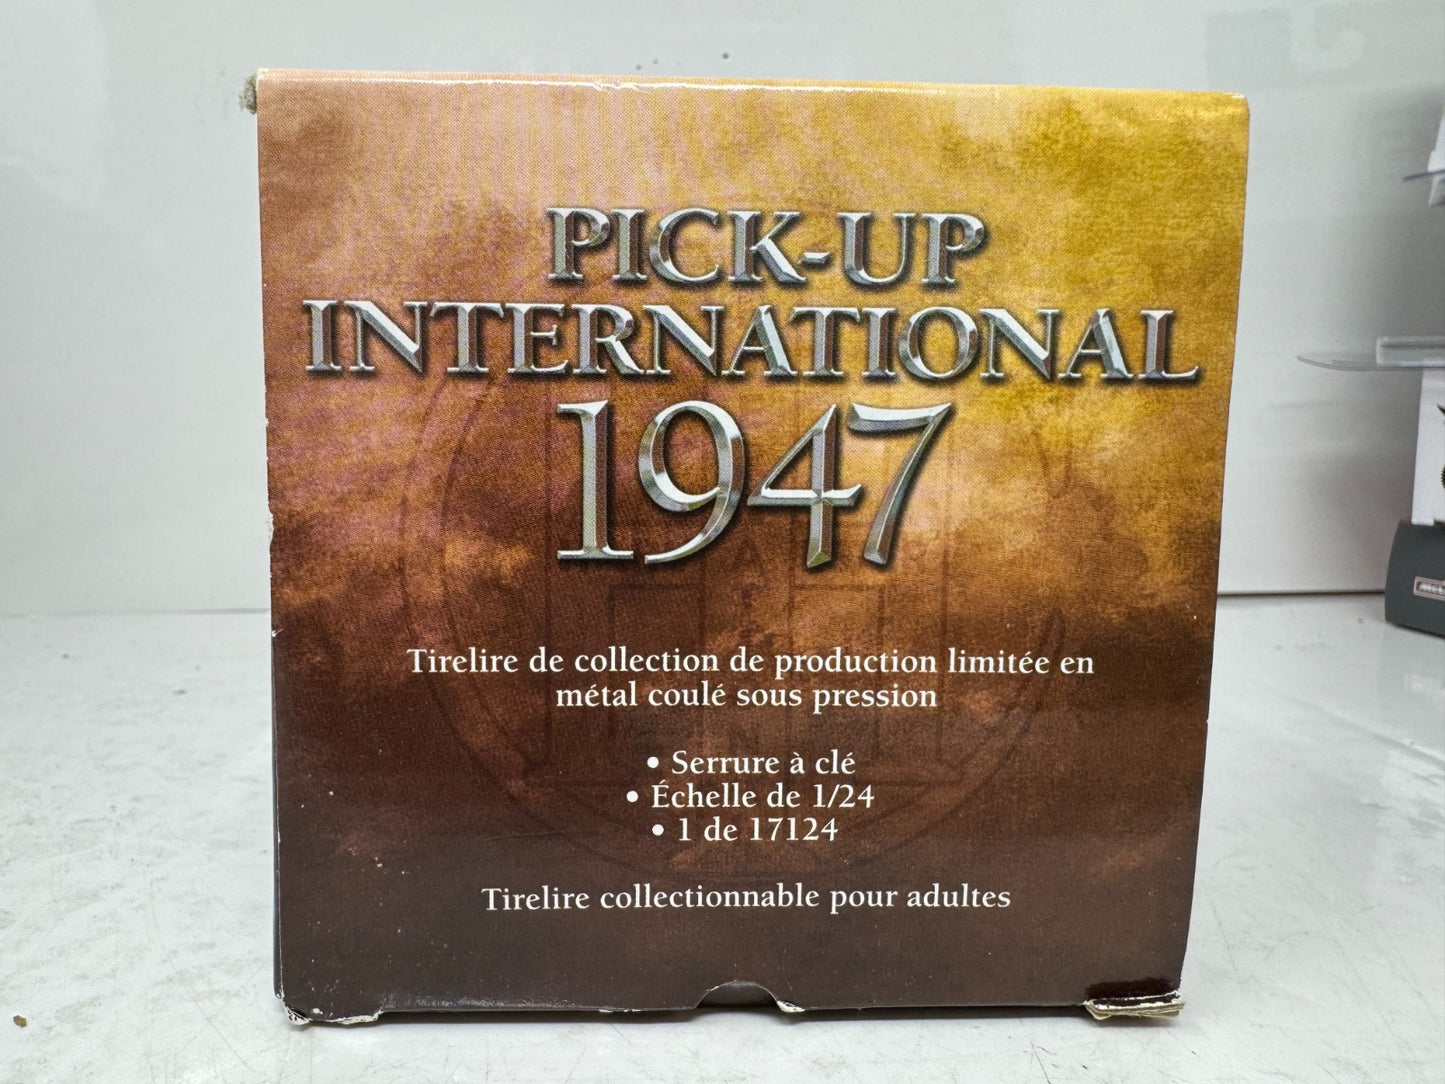 PICK-UP
INTERNATIONAL
1947
Tirelire de collection de production limitée en
métal coulé sous pression
• Serrure à clé
• Échelle de 1/24
• 1 de 17124
Tirelire collectionnable pour adultes